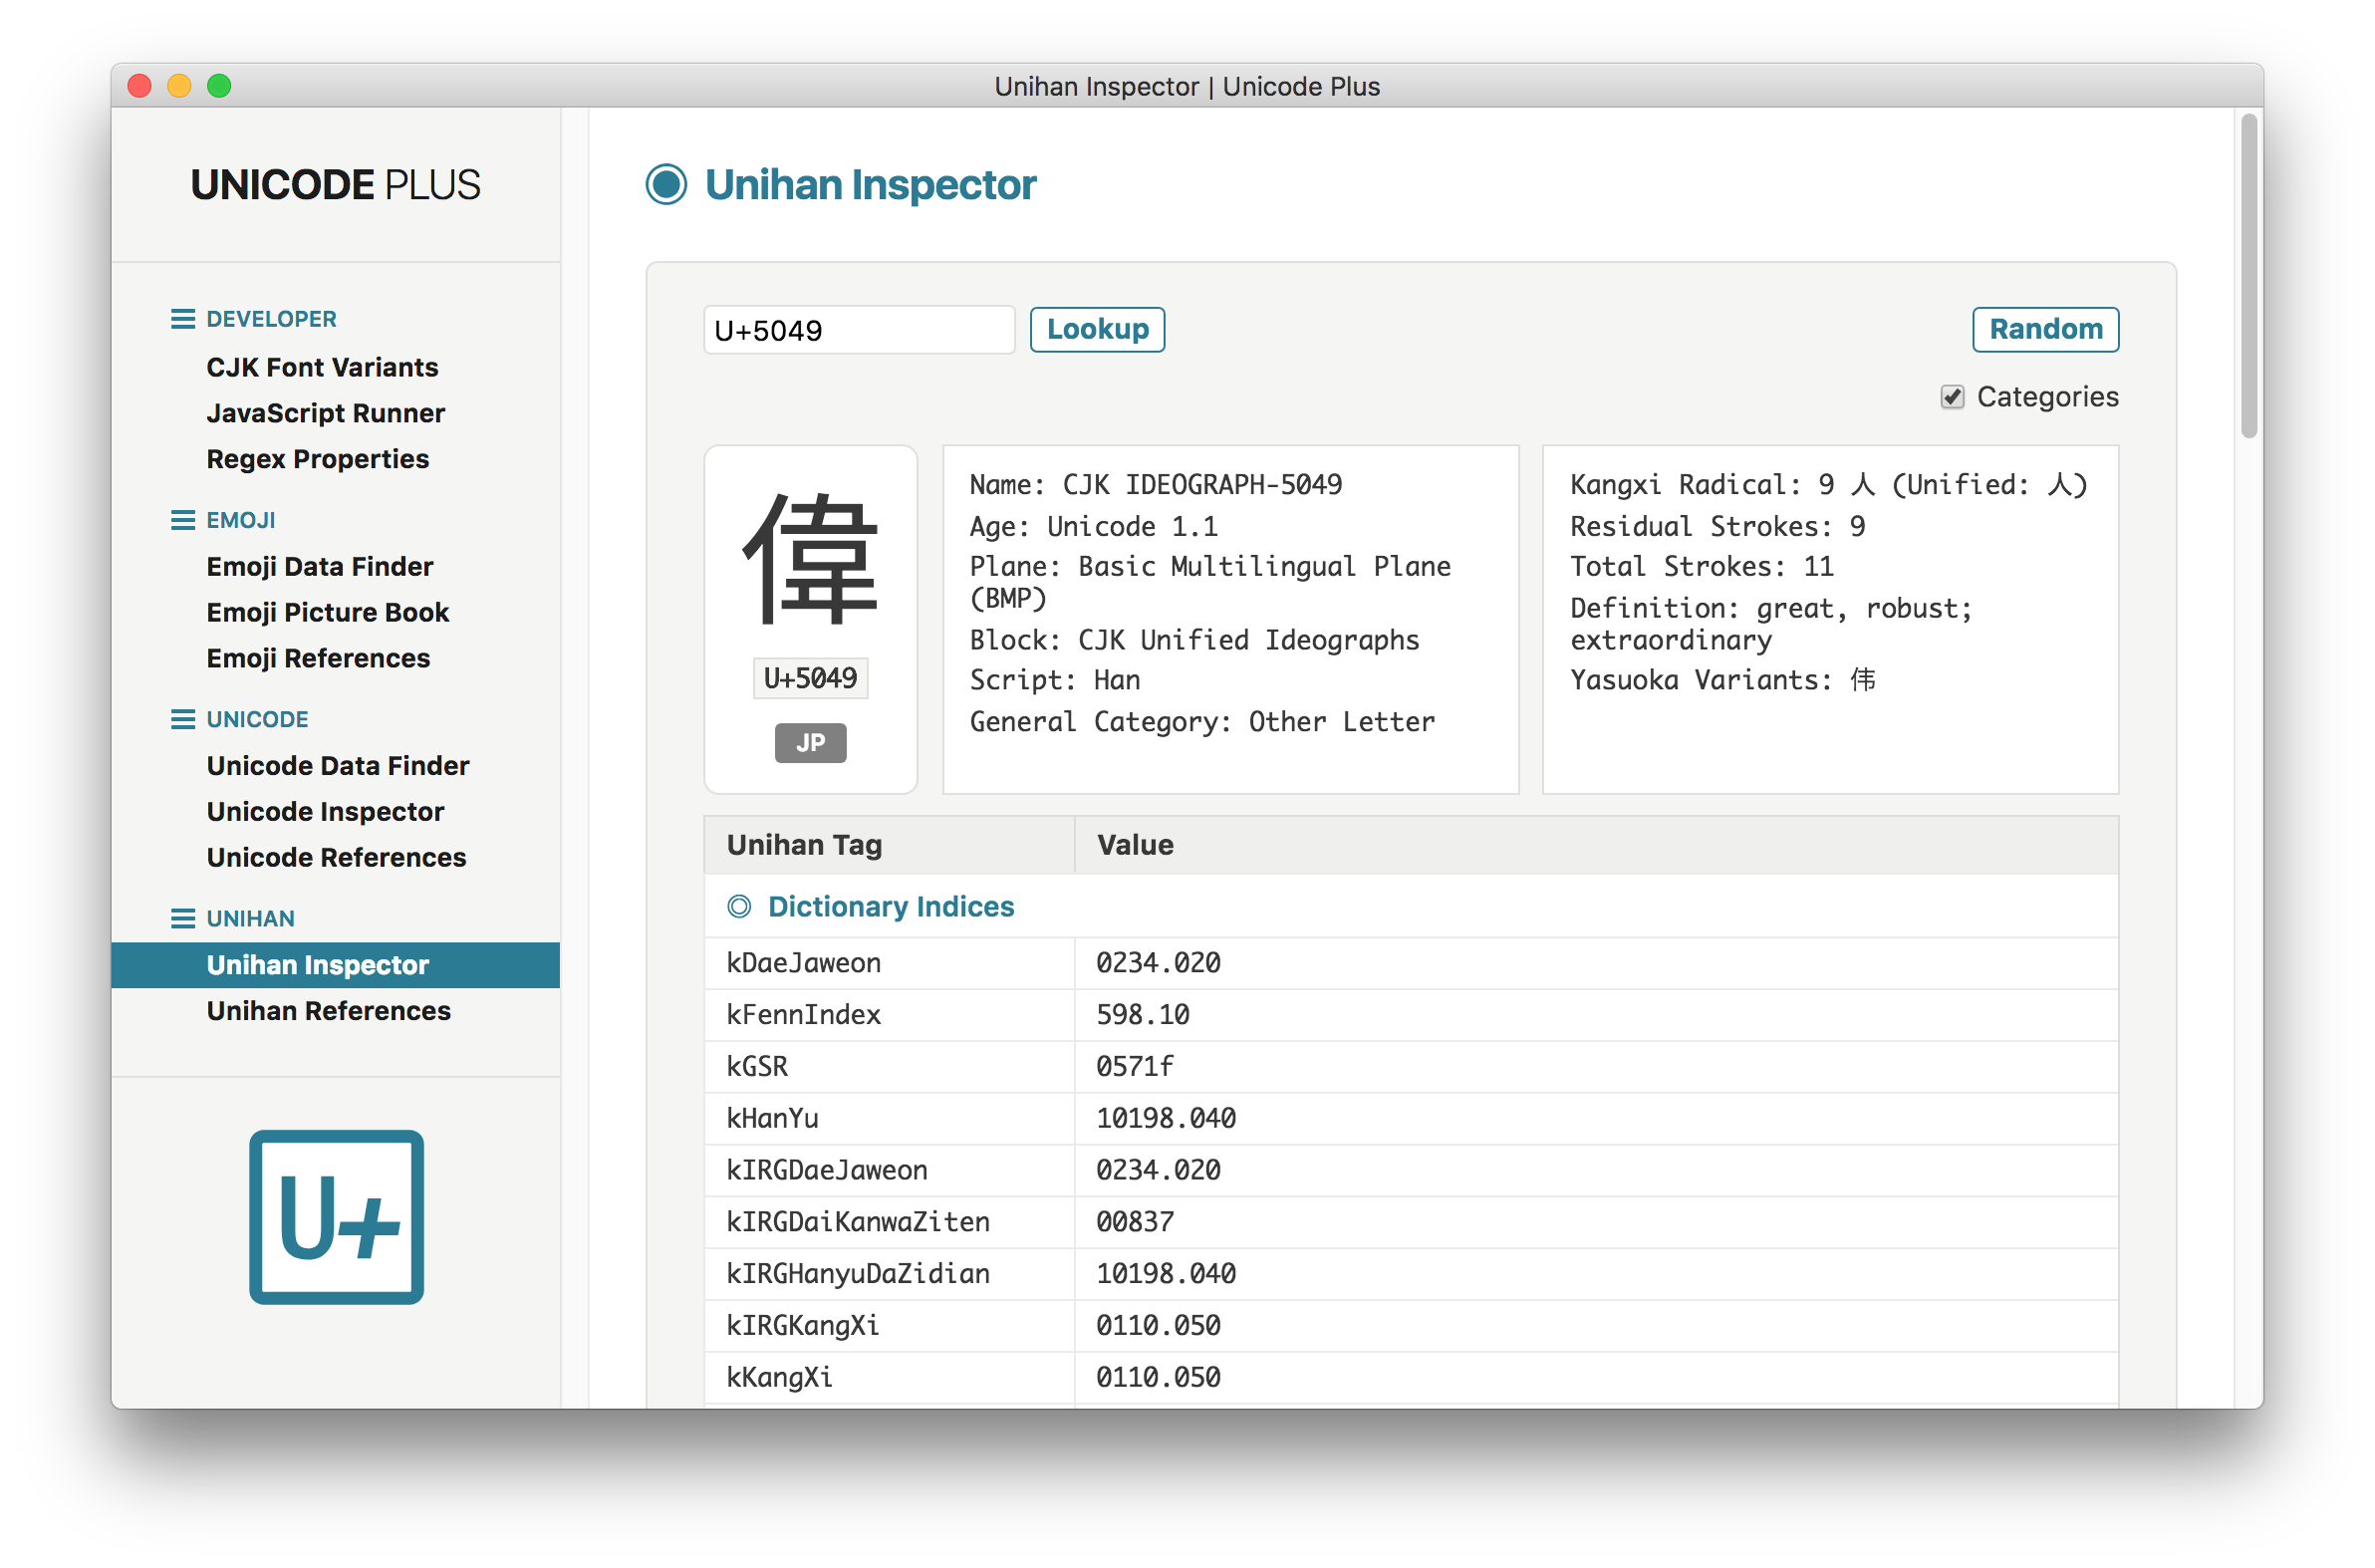 Unihan Inspector | Unicode Plus
UNICODE PLUS
DEVELOPER
CJK Font Variants
JavaScript Runner
Regex Properties
EMOJI
Emoji Data Finder
Emoji Picture Book
Emoji References
UNICODE
Unicode Data Finder
Unicode Inspector
Unicode References
UNIHAN
Unihan Inspector
Unihan References
U+
Unihan Inspector
U+5049 Lookup Random
Categories
偉
U+5049
JP
Name: CJK IDEOGRAPH-5049
Age: Unicode 1.1
Plane: Basic Multilingual Plane
(BMP)
Block: CJK Unified Ideographs
Script: Han
General Category: Other Letter
Kangxi Radical: 9 ⼈ (Unified: 人)
Residual Strokes: 9
Total Strokes: 11
Definition: great, robust;
extraordinary
Yasuoka Variants: 伟
Unihan Tag Value
Dictionary Indices
kDaeJaweon 0234.020
kFennIndex 598.10
kGSR 0571f
kHanYu 10198.040
kIRGDaeJaweon 0234.020
kIRGDaiKanwaZiten 00837
kIRGHanyuDaZidian 10198.040
kIRGKangXi 0110.050
kKangXi 0110.050